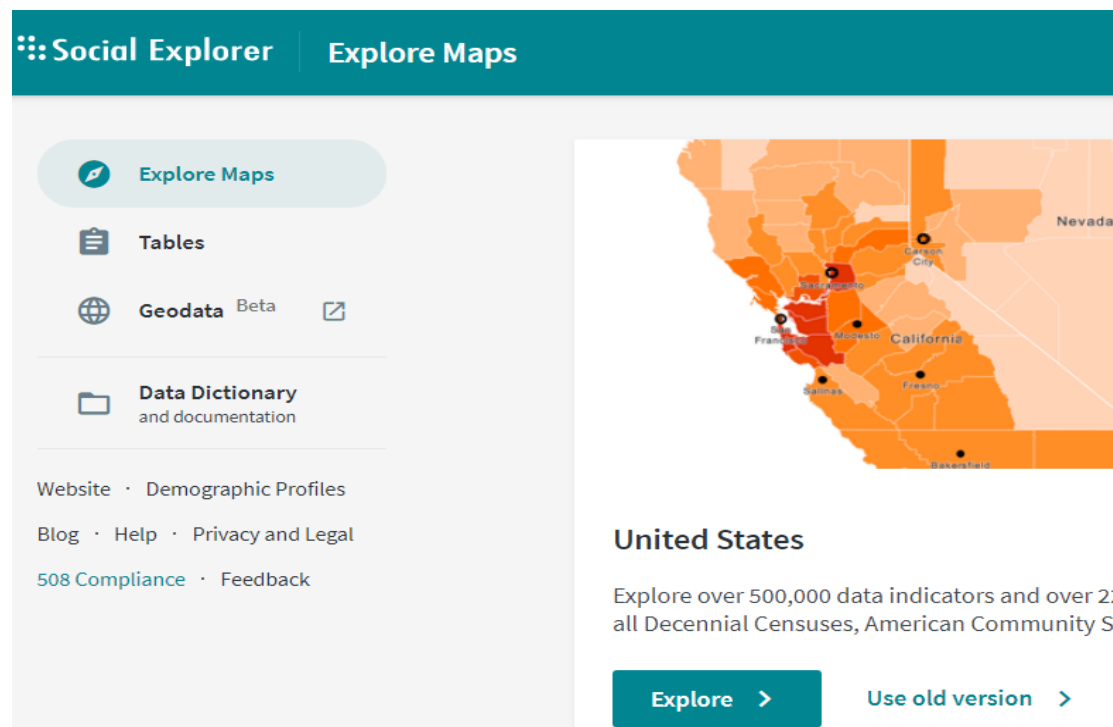 Social Explorer
Explore Maps
Explore Maps
Tables
Geodata Beta
Data Dictionary
and documentation
Website · Demographic Profiles
Blog · Help · Privacy and Legal
508 Compliance · Feedback
Nevada
Carson
City
Sacramento
San
Francisco
Modesto
California
Fresno
Salinas
Bakersfield
United States
Explore over 500,000 data indicators and over 22
all Decennial Censuses, American Community S
Explore >
Use old version >